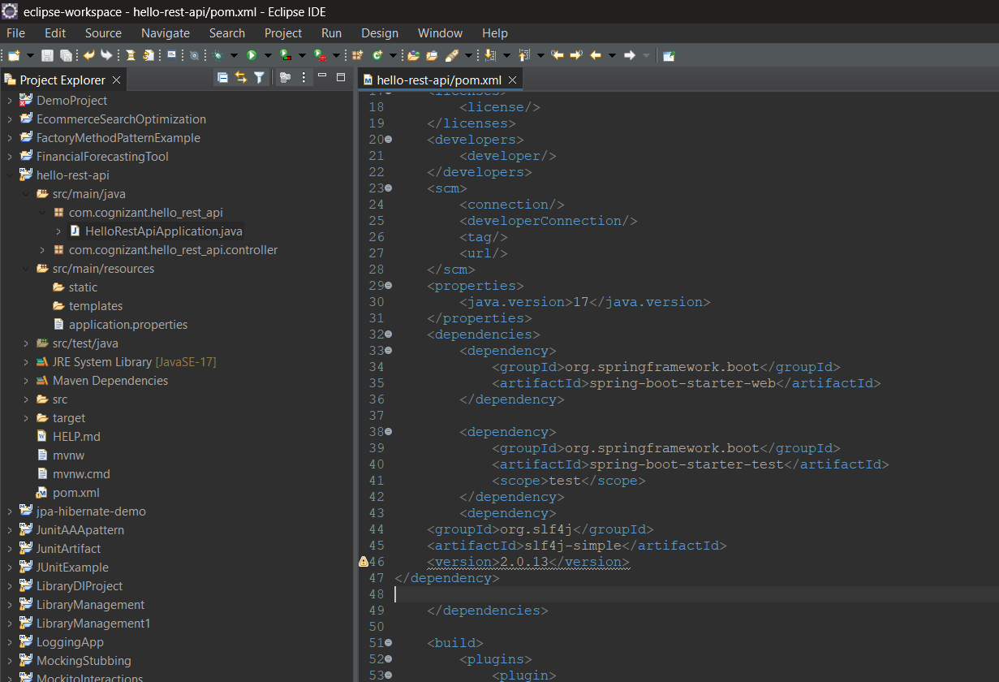 eclipse-workspace - hello-rest-api/pom.xml - Eclipse IDE
File Edit Source Navigate Search Project Run Design Window Help
Project Explorer
DemoProject
EcommerceSearchOptimization
FactoryMethodPatternExample
FinancialForecastingTool
hello-rest-api
src/main/java
com.cognizant.hello_rest_api
HelloRestApiApplication.java
com.cognizant.hello_rest_api.controller
src/main/resources
static
templates
application.properties
src/test/java
JRE System Library [JavaSE-17]
Maven Dependencies
src
target
HELP.md
mvnw
mvnw.cmd
pom.xml
jpa-hibernate-demo
JunitAAApattern
JunitArtifact
JUnitExample
LibraryDIProject
LibraryManagement
LibraryManagement1
LoggingApp
MockingStubbing
MockitoInteractions
hello-rest-api/pom.xml
17 <licenses>
18 <license/>
19 </licenses>
20 <developers>
21 <developer/>
22 </developers>
23 <scm>
24 <connection/>
25 <developerConnection/>
26 <tag/>
27 <url/>
28 </scm>
29 <properties>
30 <java.version>17</java.version>
31 </properties>
32 <dependencies>
33 <dependency>
34 <groupId>org.springframework.boot</groupId>
35 <artifactId>spring-boot-starter-web</artifactId>
36 </dependency>
37
38 <dependency>
39 <groupId>org.springframework.boot</groupId>
40 <artifactId>spring-boot-starter-test</artifactId>
41 <scope>test</scope>
42 </dependency>
43 <dependency>
44 <groupId>org.slf4j</groupId>
45 <artifactId>slf4j-simple</artifactId>
46 <version>2.0.13</version>
47 </dependency>
48
49 </dependencies>
50
51 <build>
52 <plugins>
53 <plugin>